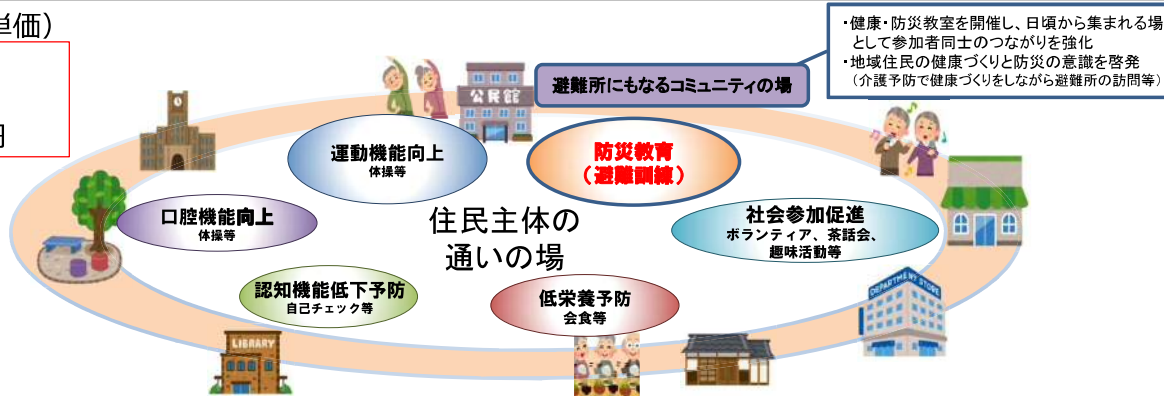 単価)
円
・健康・防災教室を開催し、日頃から集まれる場
として参加者同士のつながりを強化
・地域住民の健康づくりと防災の意識を啓発
（介護予防で健康づくりをしながら避難所の訪問等）
避難所にもなるコミュニティの場
公民館
運動機能向上
体操等
防災教育
（避難訓練）
口腔機能向上
体操等
住民主体の
通いの場
社会参加促進
ボランティア、茶話会、
趣味活動等
認知機能低下予防
自己チェック等
低栄養予防
会食等
DEPARTMENT STORE
LIBRARY